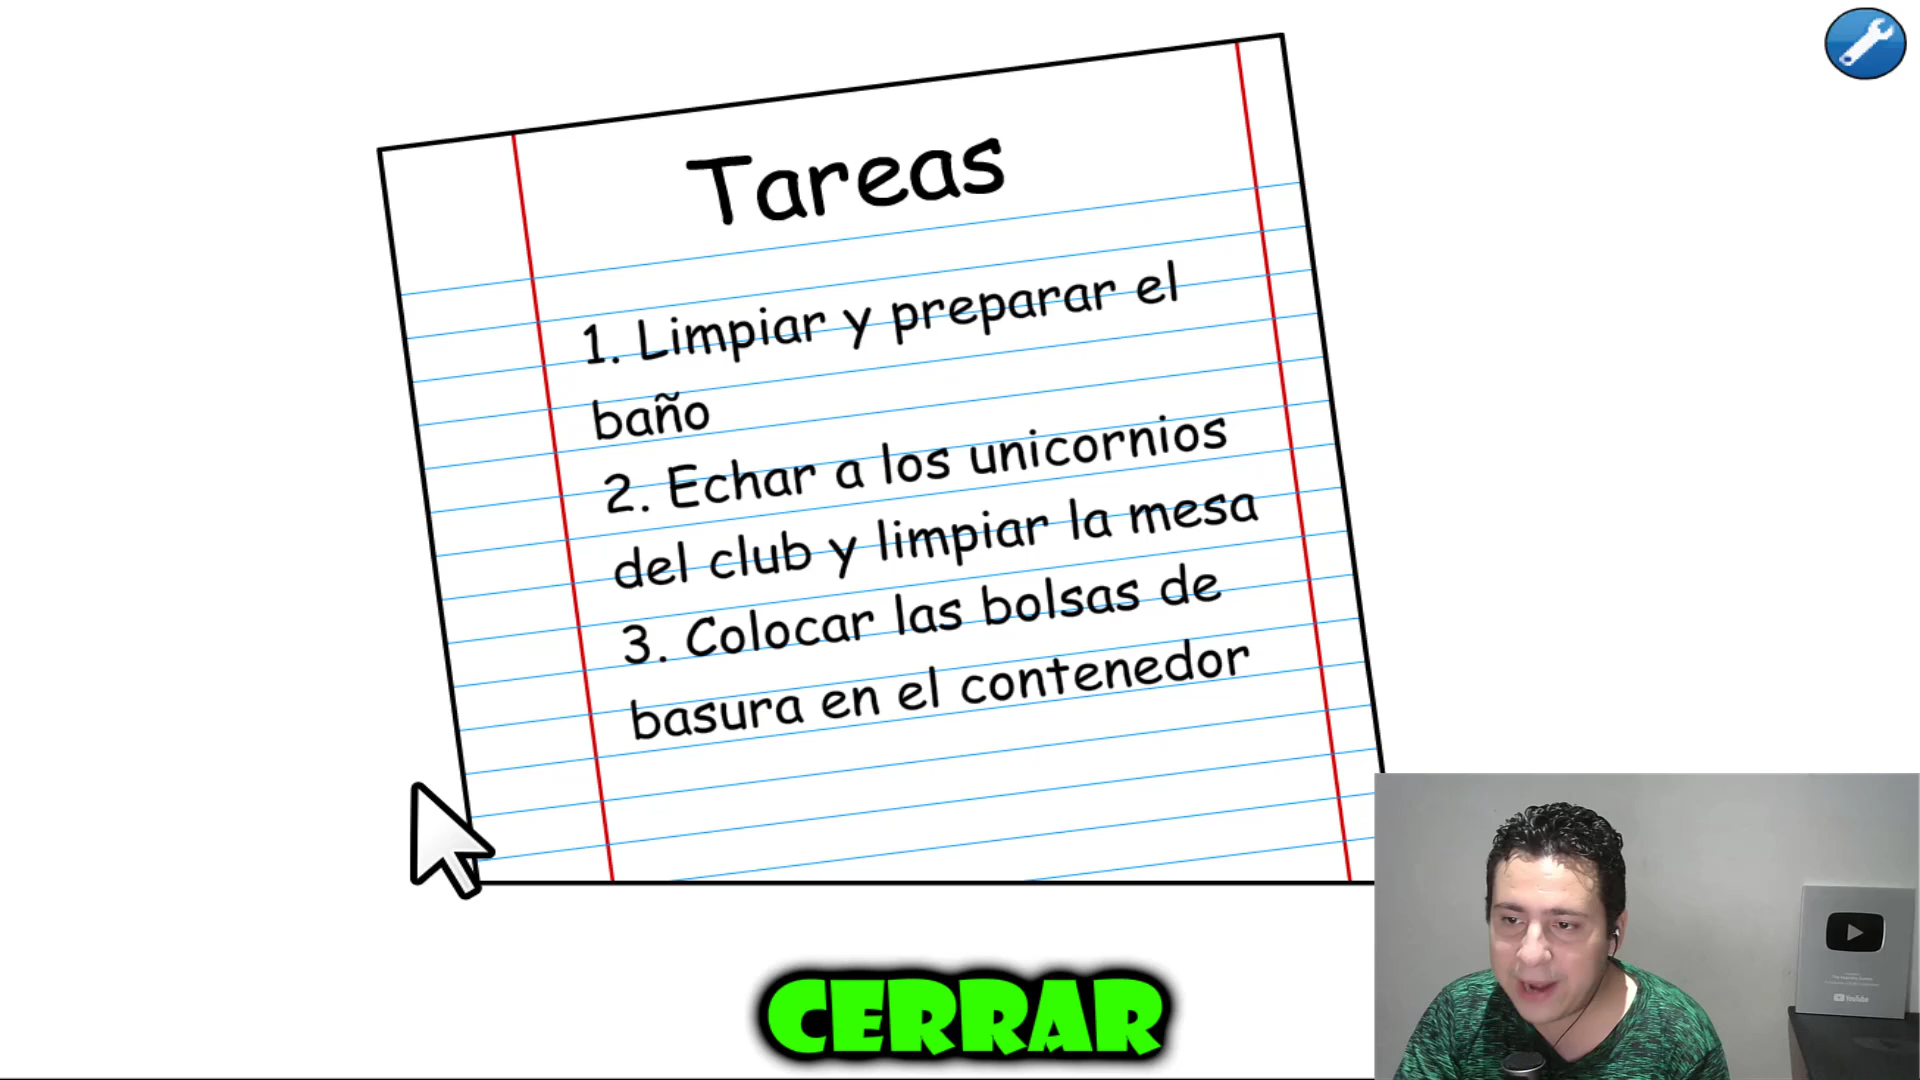 Tareas
1. Limpiar y preparar el
baño
2. Echar a los unicornios
del club y limpiar la mesa
3. Colocar las bolsas de
basura en el contenedor
CERRAR
YouTube